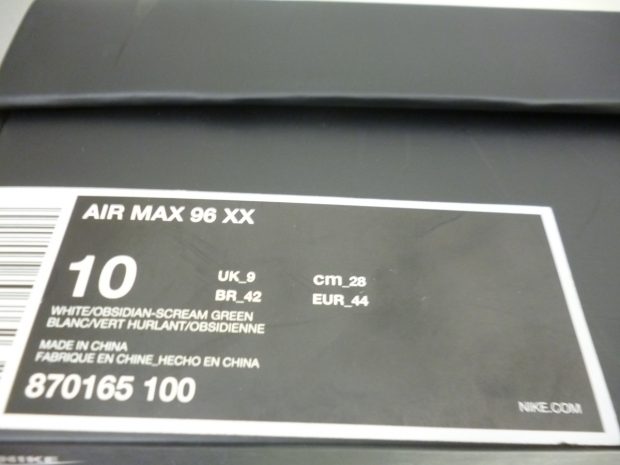 AIR MAX 96 XX
10
UK_9 cm_28
BR_42 EUR_44
WHITE/OBSIDIAN-SCREAM GREEN
BLANC/VERT HURLANT/OBSIDIENNE
MADE IN CHINA
FABRIQUE EN CHINE_HECHO EN CHINA
870165 100
NIKE.COM
NIKE